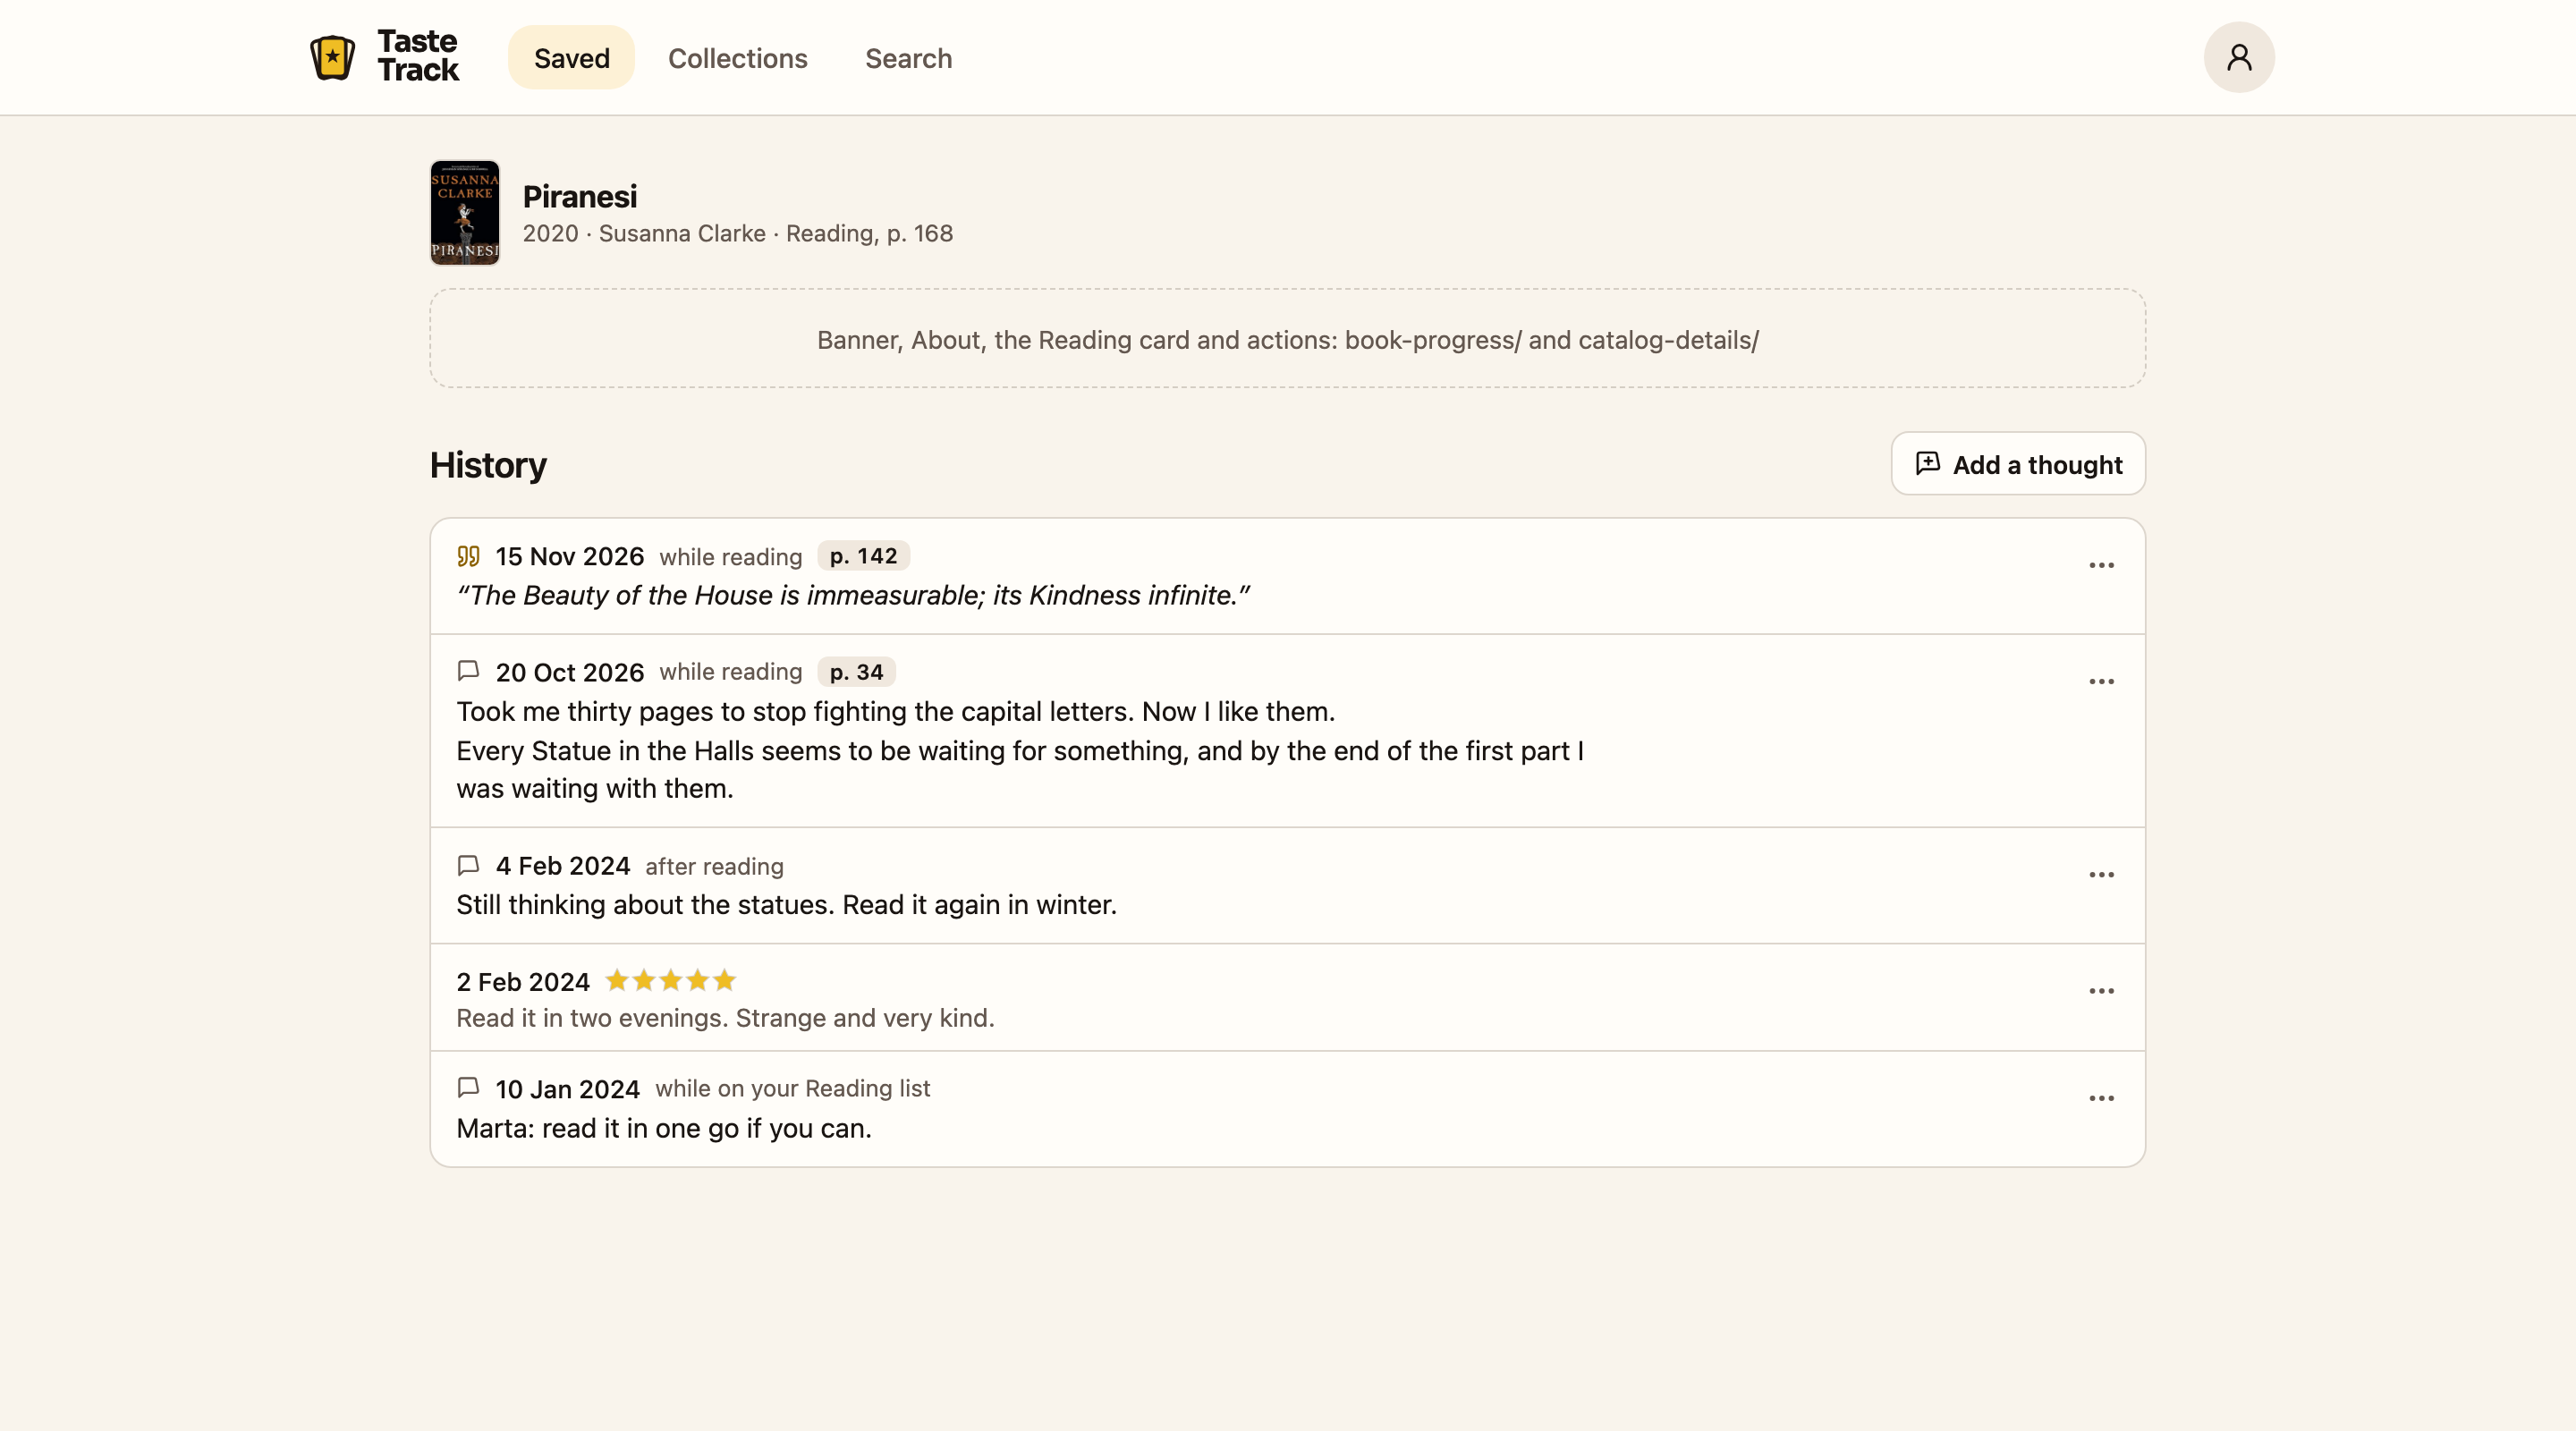 Taste
Track
Saved
Collections
Search
SUSANNA
CLARKE
PIRANESI
Piranesi
2020 · Susanna Clarke · Reading, p. 168
Banner, About, the Reading card and actions: book-progress/ and catalog-details/
History
Add a thought
15 Nov 2026 while reading p. 142
“The Beauty of the House is immeasurable; its Kindness infinite.”
20 Oct 2026 while reading p. 34
Took me thirty pages to stop fighting the capital letters. Now I like them.
Every Statue in the Halls seems to be waiting for something, and by the end of the first part I
was waiting with them.
4 Feb 2024 after reading
Still thinking about the statues. Read it again in winter.
2 Feb 2024
Read it in two evenings. Strange and very kind.
10 Jan 2024 while on your Reading list
Marta: read it in one go if you can.